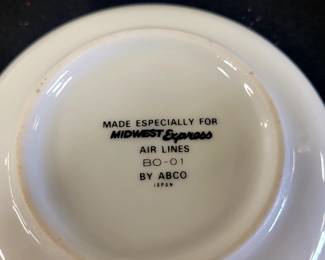 MADE ESPECIALLY FOR
MIDWEST Express
AIR LINES
BO-01
BY ABCO
JAPAN